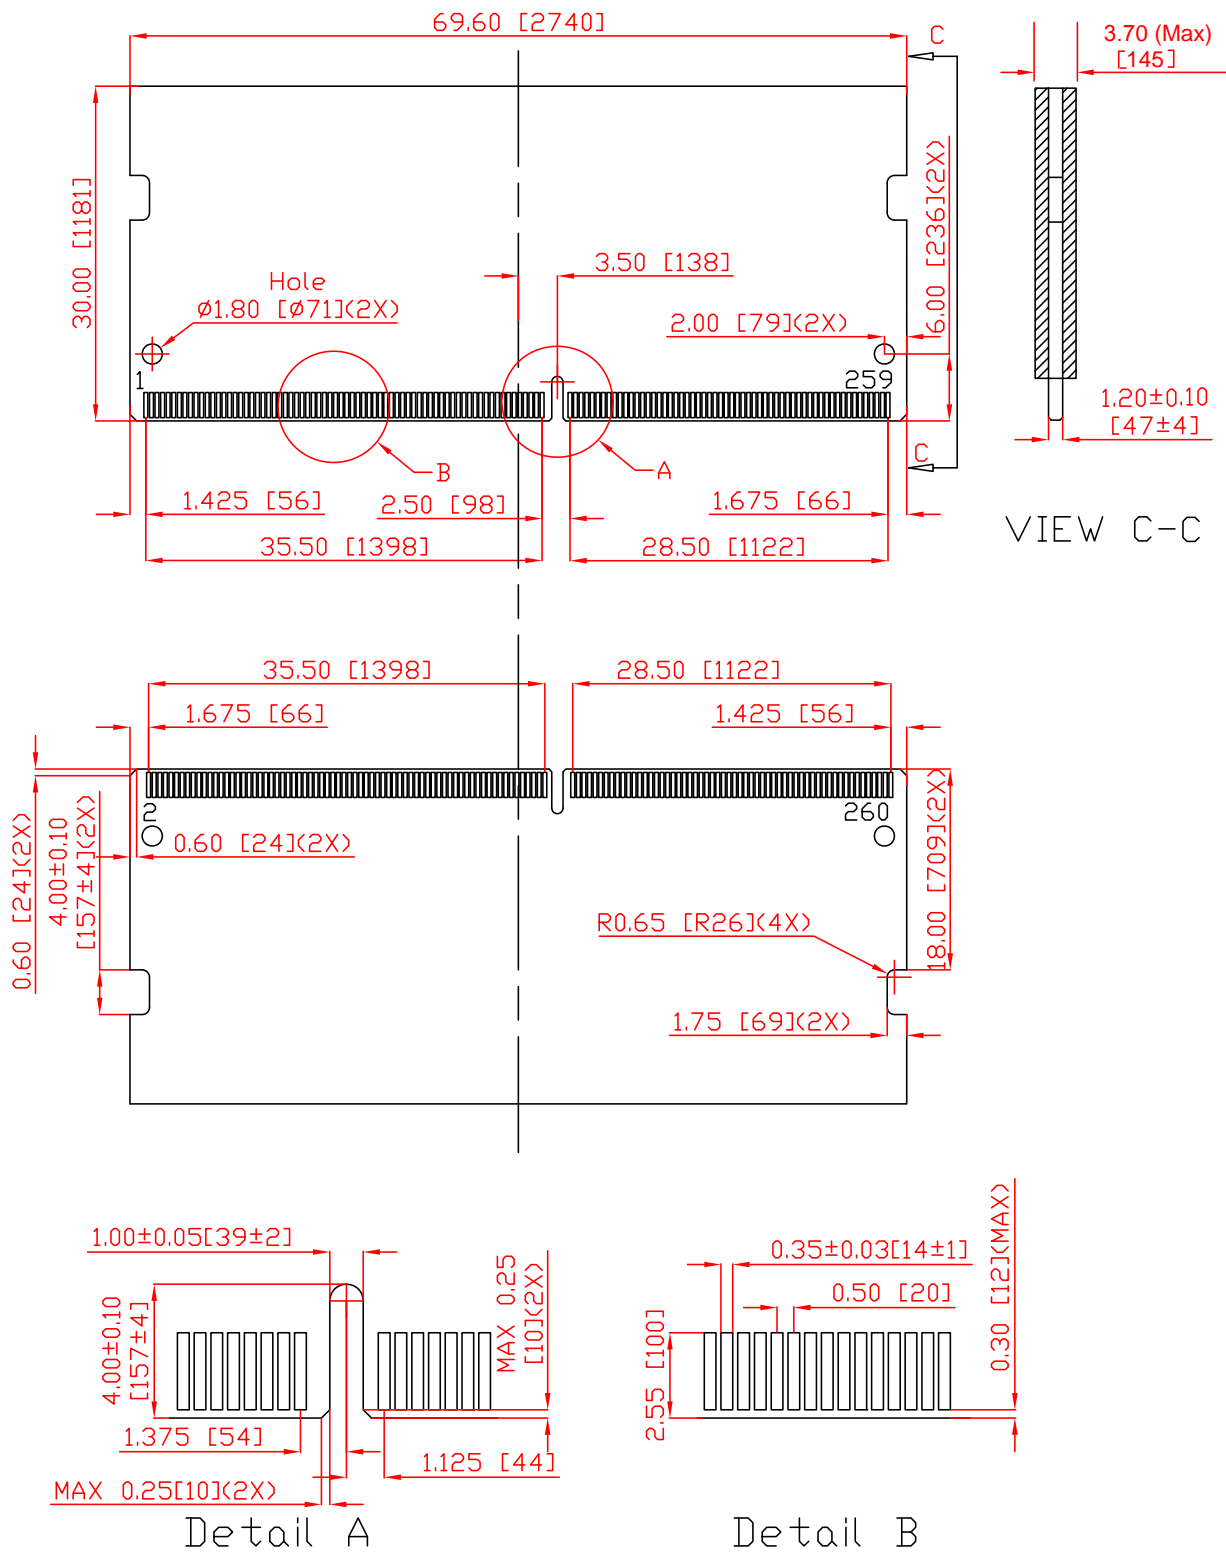 69.60 [2740]
C
3.70 (Max)
[145]
30.00 [1181]
6.00 [236](2X)
3.50 [138]
Hole
Ø1.80 [Ø71](2X)
2.00 [79](2X)
1
259
1.20±0.10
[47±4]
B
A
C
1.425 [56]
2.50 [98]
1.675 [66]
35.50 [1398]
28.50 [1122]
VIEW C-C
35.50 [1398]
28.50 [1122]
1.675 [66]
1.425 [56]
2
260
0.60 [24](2X)
0.60 [24](2X)
4.00±0.10
[157±4](2X)
18.00 [709](2X)
R0.65 [R26](4X)
1.75 [69](2X)
1.00±0.05[39±2]
4.00±0.10
[157±4]
MAX 0.25
[10](2X)
1.375 [54]
1.125 [44]
MAX 0.25[10](2X)
Detail A
0.35±0.03[14±1]
0.50 [20]
2.55 [100]
0.30 [12](MAX)
Detail B